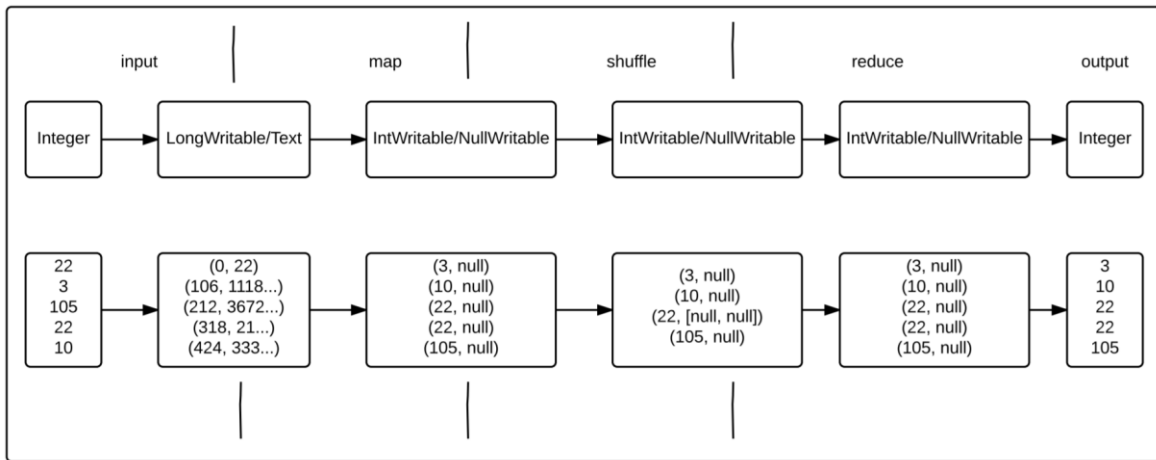 input
map
shuffle
reduce
output
Integer
LongWritable/Text
IntWritable/NullWritable
IntWritable/NullWritable
IntWritable/NullWritable
Integer
22
3
105
22
10
(0, 22)
(106, 1118...)
(212, 3672...)
(318, 21...)
(424, 333...)
(3, null)
(10, null)
(22, null)
(22, null)
(105, null)
(3, null)
(10, null)
(22, [null, null])
(105, null)
(3, null)
(10, null)
(22, null)
(22, null)
(105, null)
3
10
22
22
105